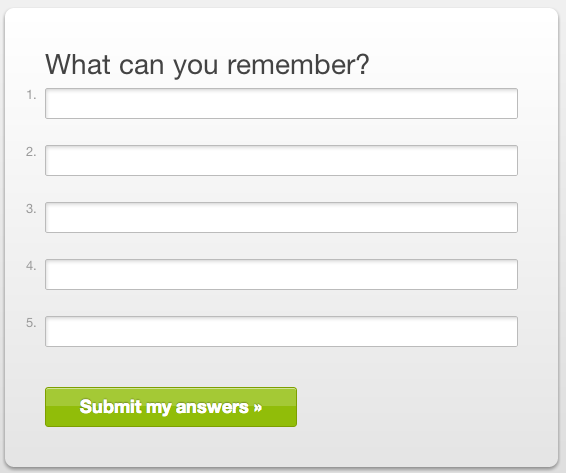 What can you remember?
1.
2.
3.
4.
5.
Submit my answers »